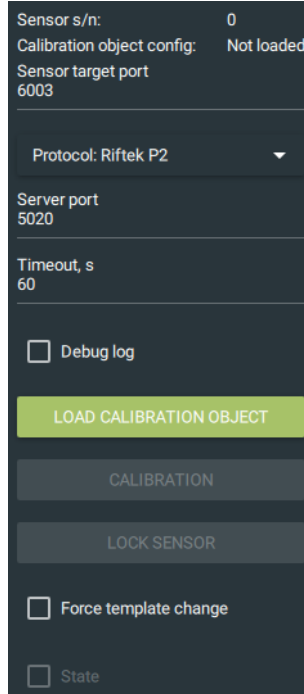 Sensor s/n: 0
Calibration object config: Not loaded
Sensor target port
6003
Protocol: Riftek P2
Server port
5020
Timeout, s
60
Debug log
LOAD CALIBRATION OBJECT
CALIBRATION
LOCK SENSOR
Force template change
State